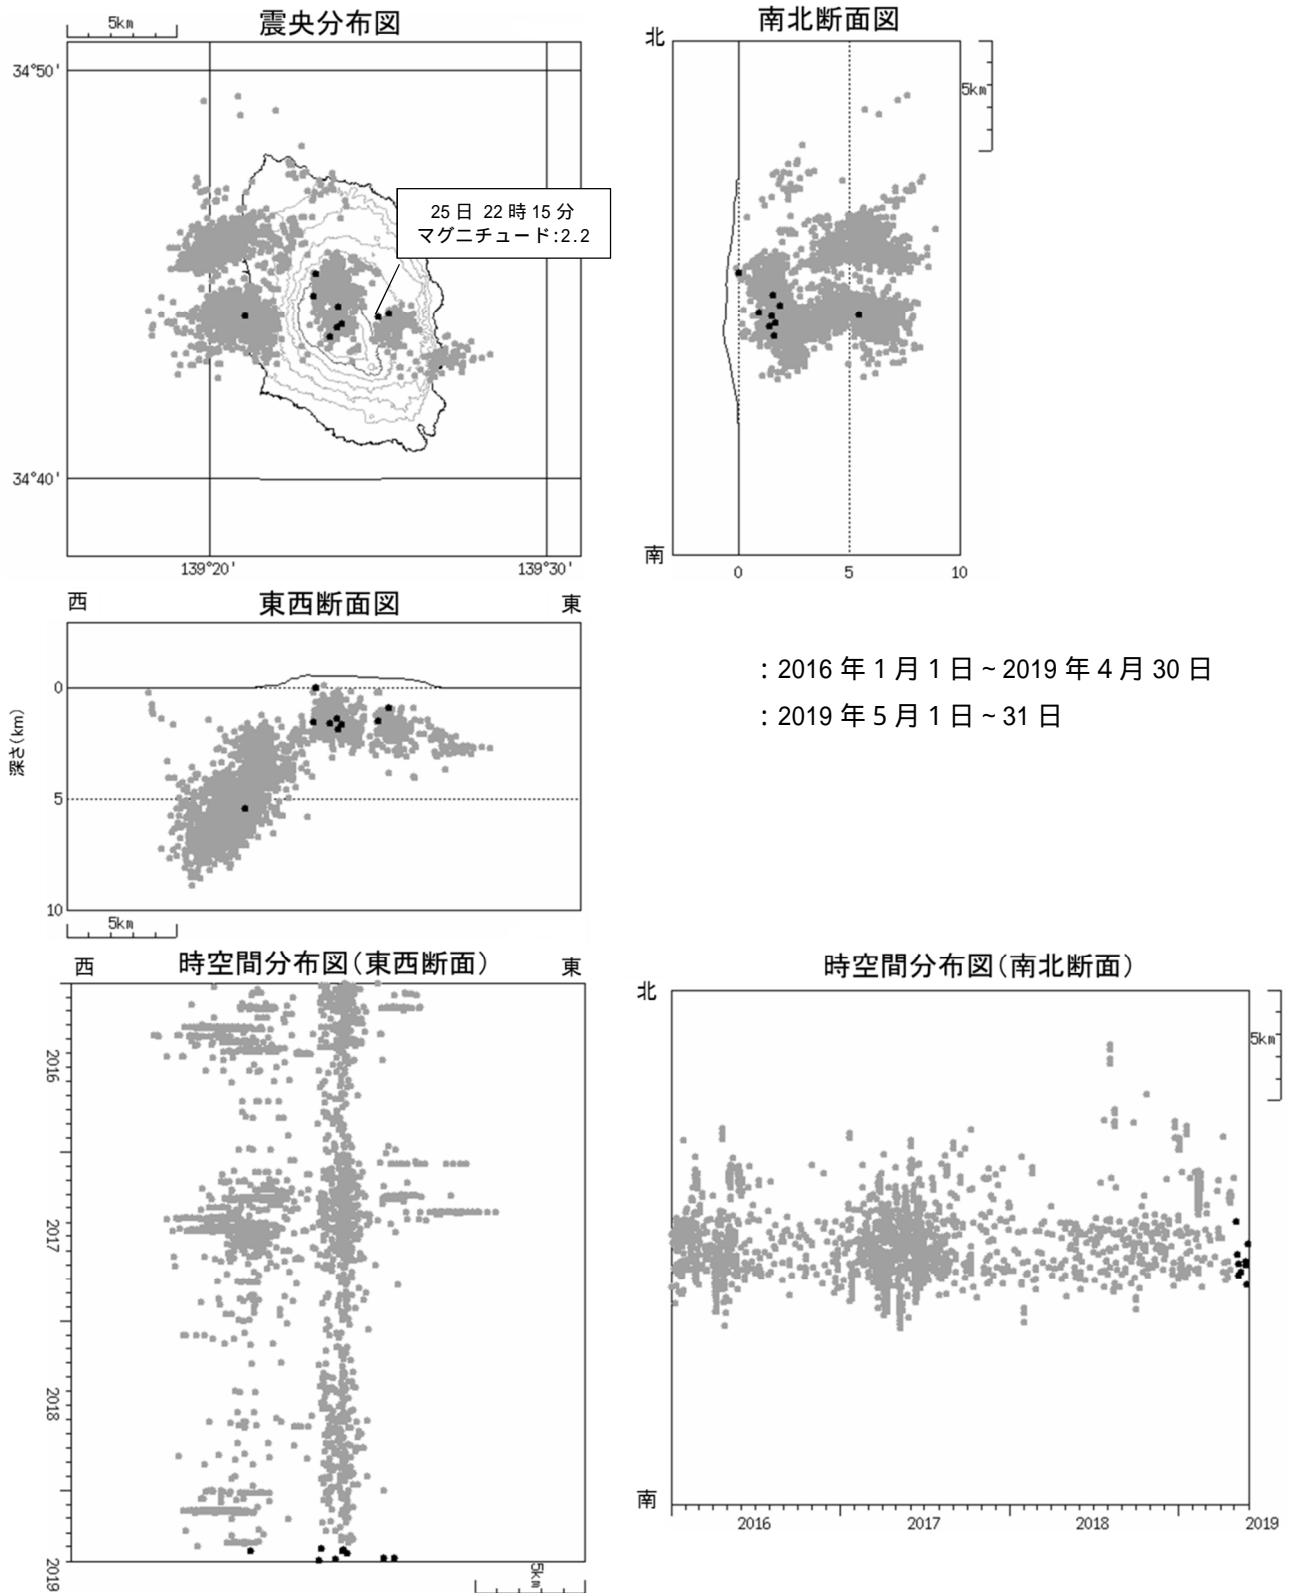 震央分布図
5km
34°50'
34°40'
139°20'
139°30'
25日 22時15分
マグニチュード:2.2
南北断面図
北
南
5km
0
5
10
西
東西断面図
東
深さ(km)
0
5
10
5km
:2016年1月1日~2019年4月30日
:2019年5月1日~31日
西
時空間分布図(東西断面)
東
2016
2017
2018
2019
5km
時空間分布図(南北断面)
北
南
5km
2016
2017
2018
2019